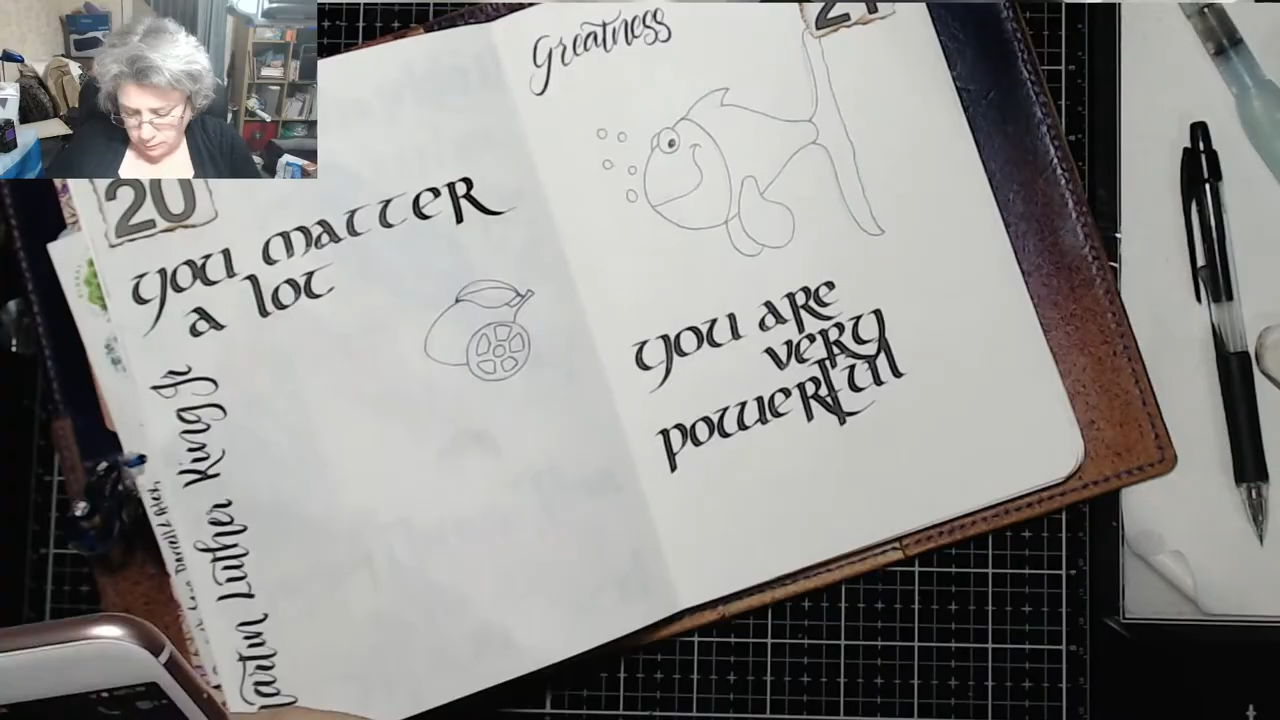 20
you matter
a lot
Martin Luther King Jr
Greatness
21
you are
very
powerful